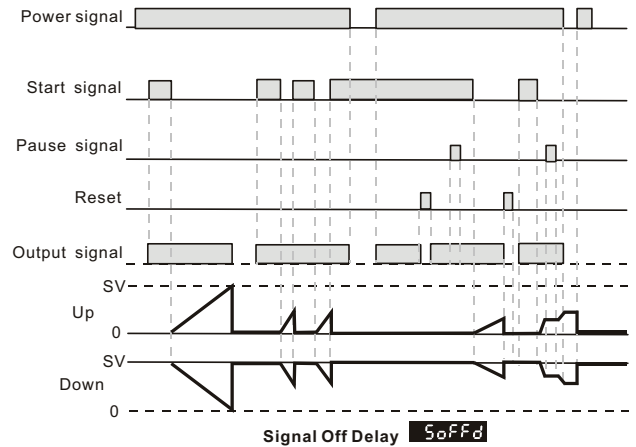 Power signal
Start signal
Pause signal
Reset
Output signal
SV
Up
0
SV
Down
0
Signal Off Delay SoFFd